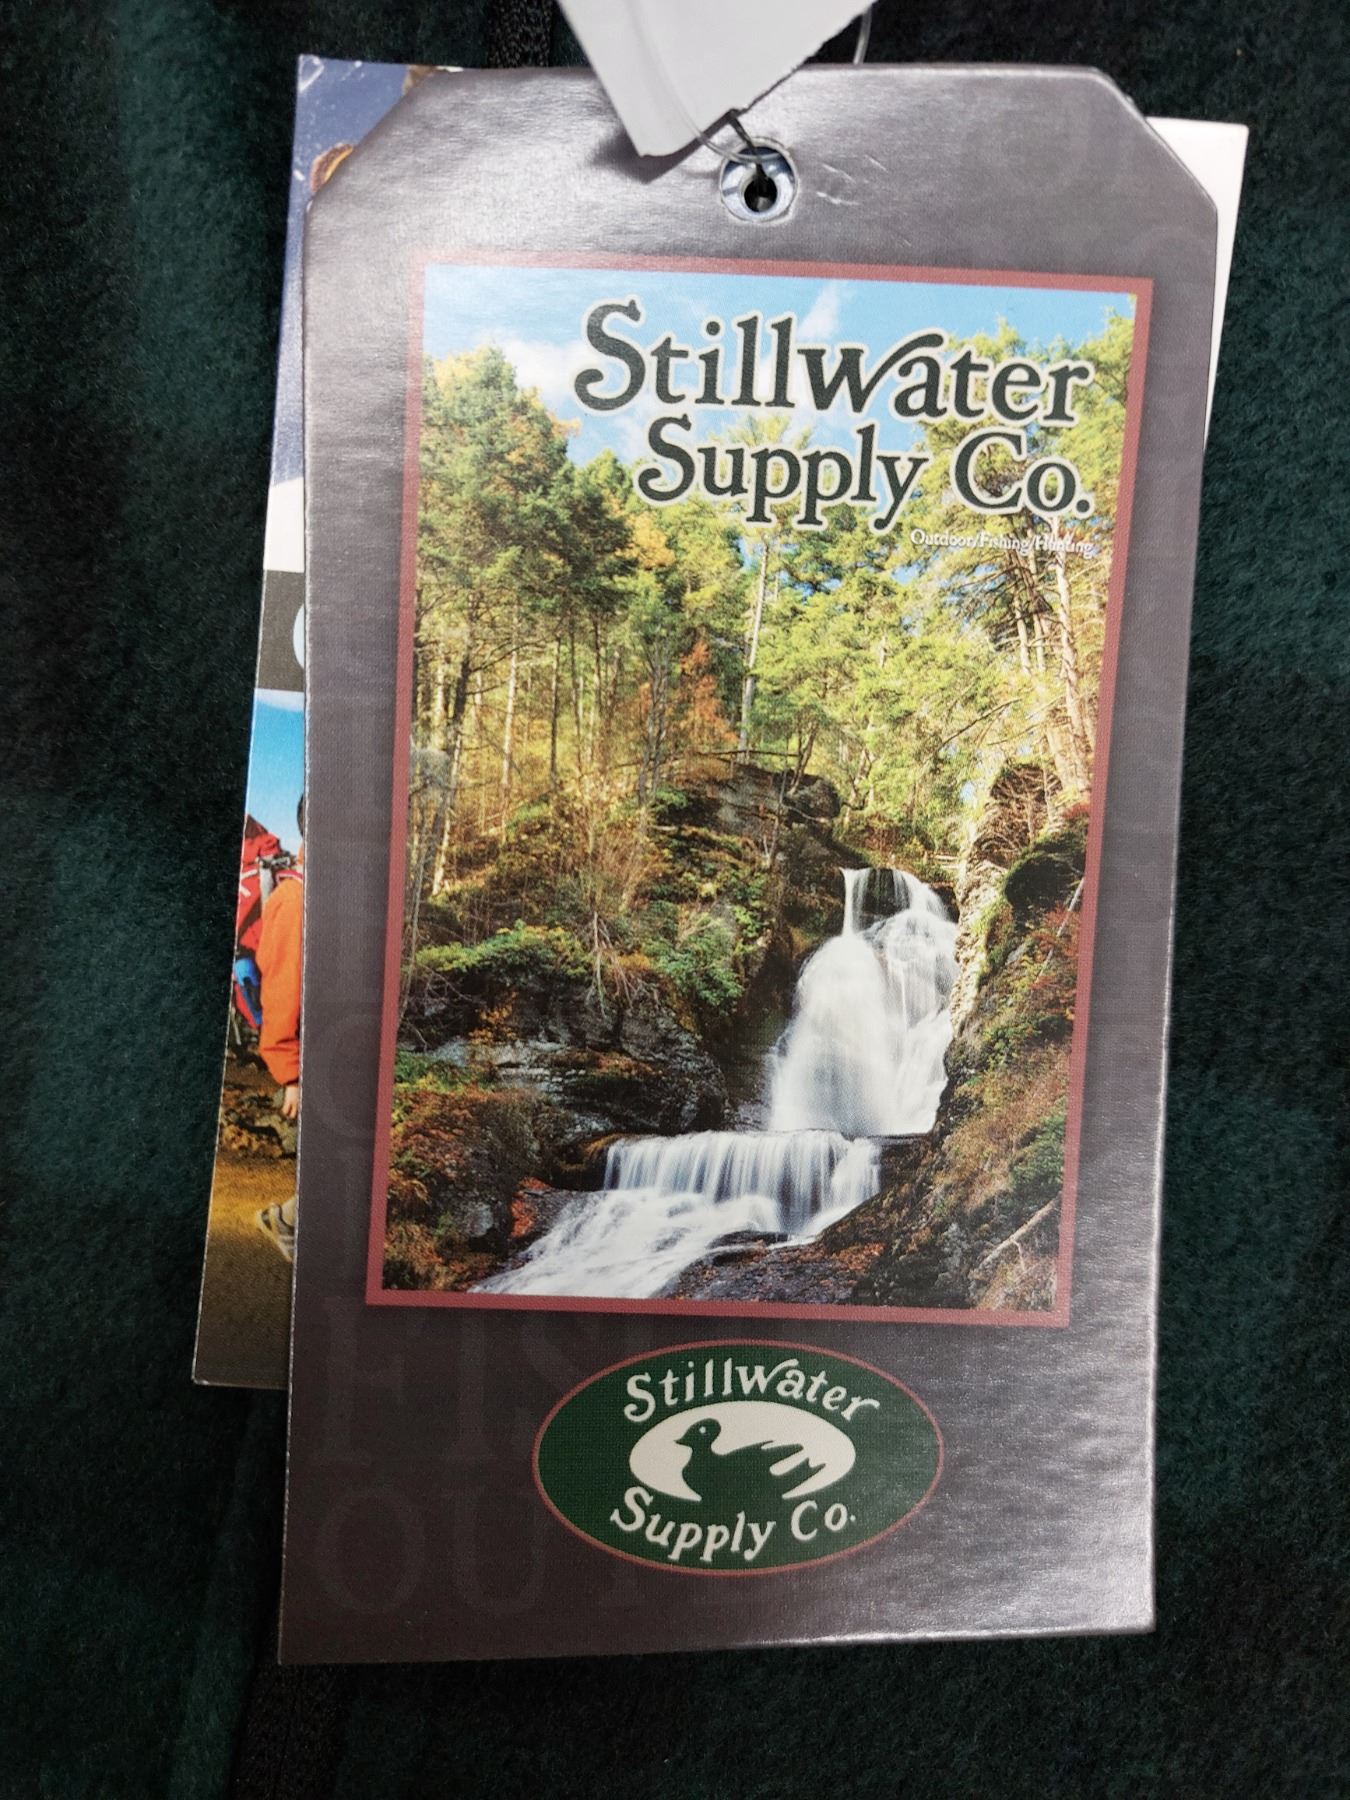 Stillwater
Supply Co.
Outdoor/Fishing/Hunting
Stillwater
Supply Co.